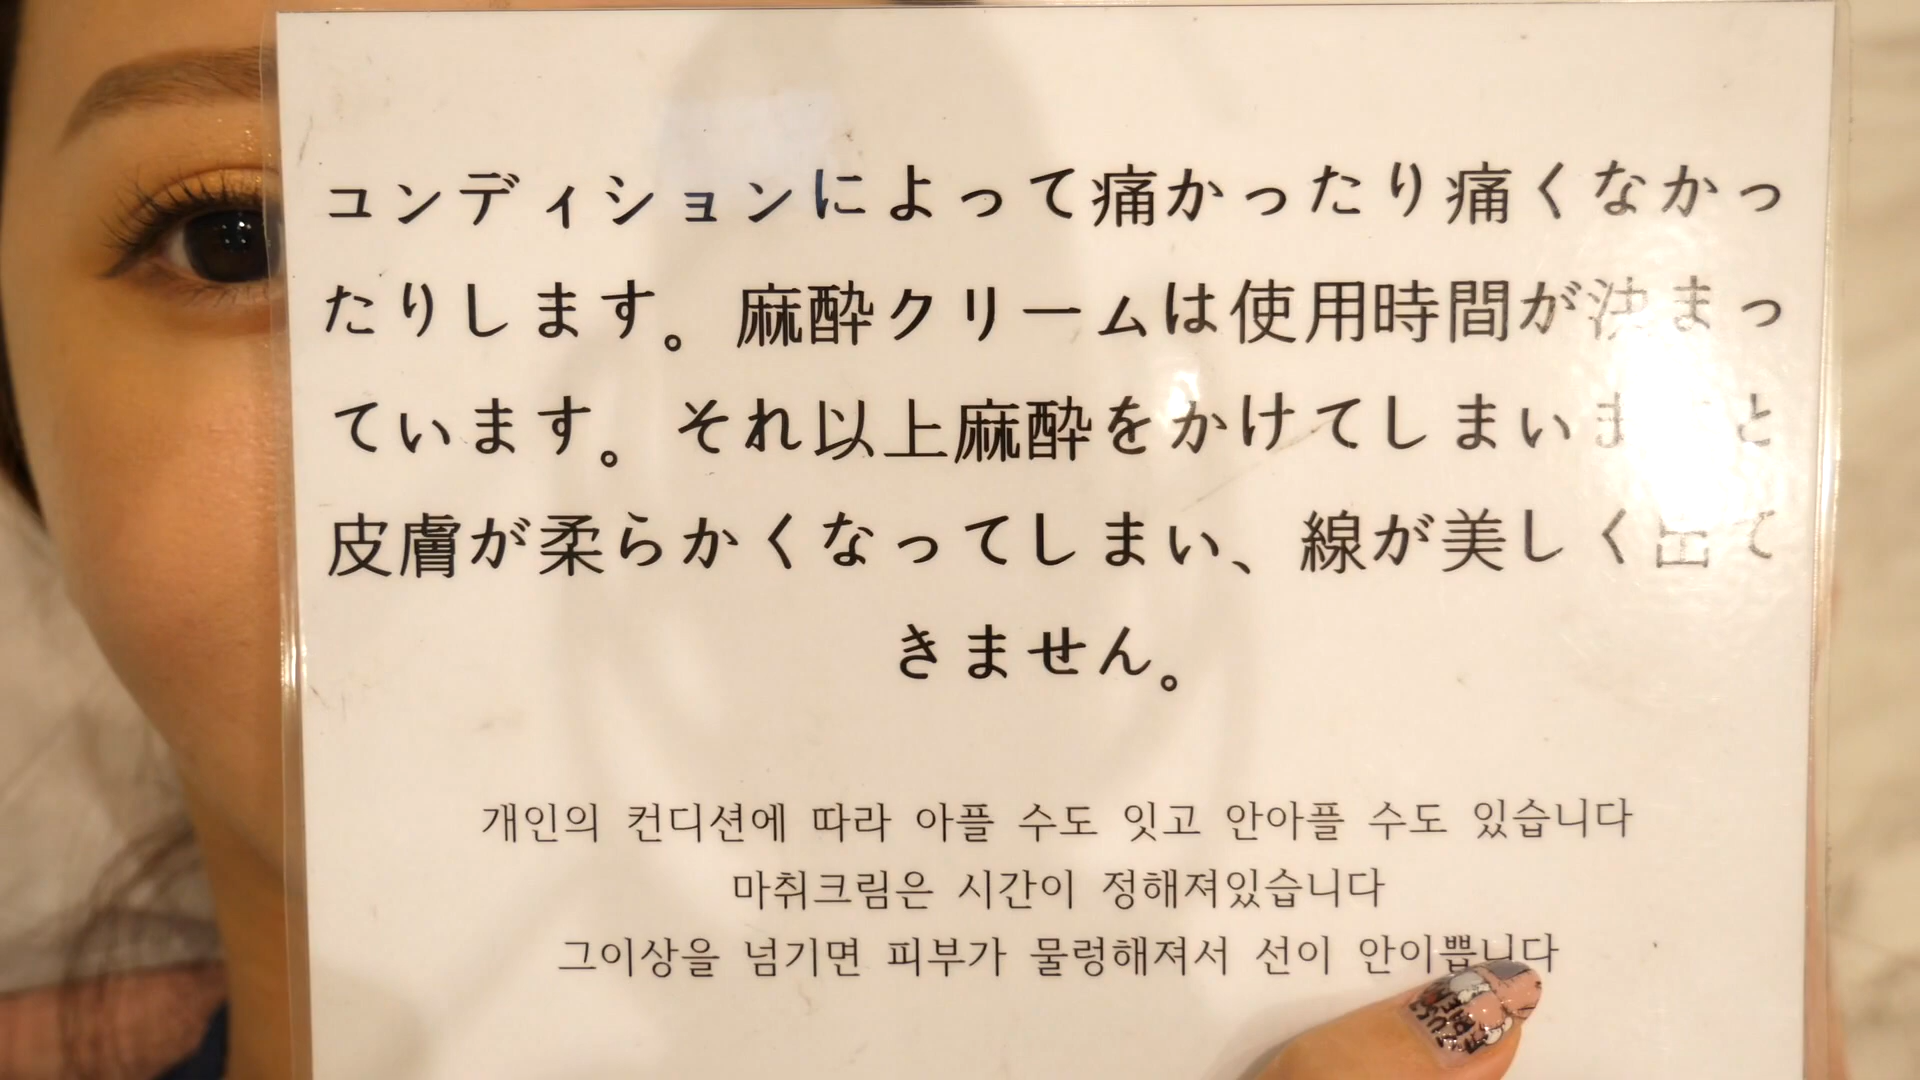 コンディションによって痛かったり痛くなかっ
たりします。麻酔クリームは使用時間が決まっ
ています。それ以上麻酔をかけてしまいま と
皮膚が柔らかくなってしまい、線が美しく出て
きません。
개인의 컨디션에 따라 아플 수도 잇고 안아플 수도 있습니다
마취크림은 시간이 정해져있습니다
그이상을 넘기면 피부가 물렁해져서 선이 안이쁩니다